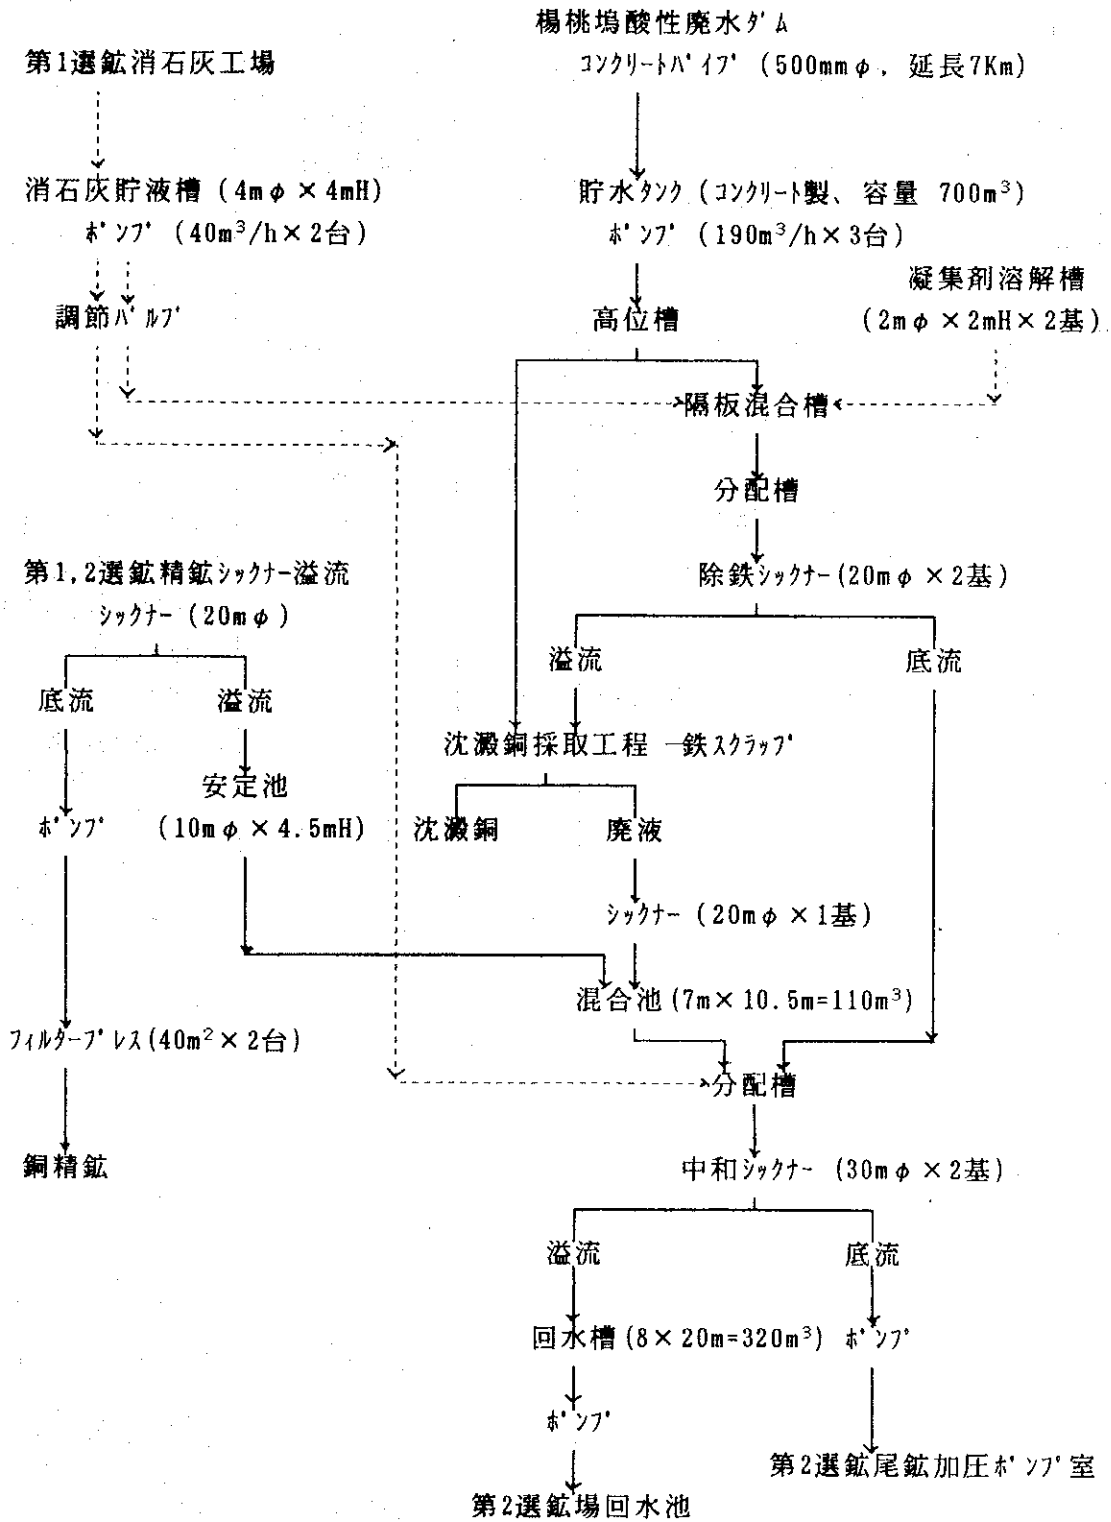 楊桃塢酸性廃水ダム
第1選鉱消石灰工場
コンクリートパイプ (500mmφ, 延長7Km)
消石灰貯液槽 (4mφ×4mH)
貯水タンク (コンクリート製、容量 700m³)
ポンプ (40m³/h×2台)
ポンプ (190m³/h×3台)
凝集剤溶解槽
調節バルブ
高位槽
(2mφ×2mH×2基)
隔板混合槽
分配槽
第1,2選鉱精鉱シックナー溢流
除鉄シックナー(20mφ×2基)
シックナー (20mφ)
溢流
底流
底流
溢流
沈澱銅採取工程 ─鉄スクラップ
安定池
ポンプ
(10mφ×4.5mH)
沈澱銅
廃液
シックナー (20mφ×1基)
混合池(7m×10.5m=110m³)
フィルタープレス(40m²×2台)
分配槽
銅精鉱
中和シックナー (30mφ×2基)
溢流
底流
回水槽(8×20m=320m³)
ポンプ
ポンプ
第2選鉱尾鉱加圧ポンプ室
第2選鉱場回水池